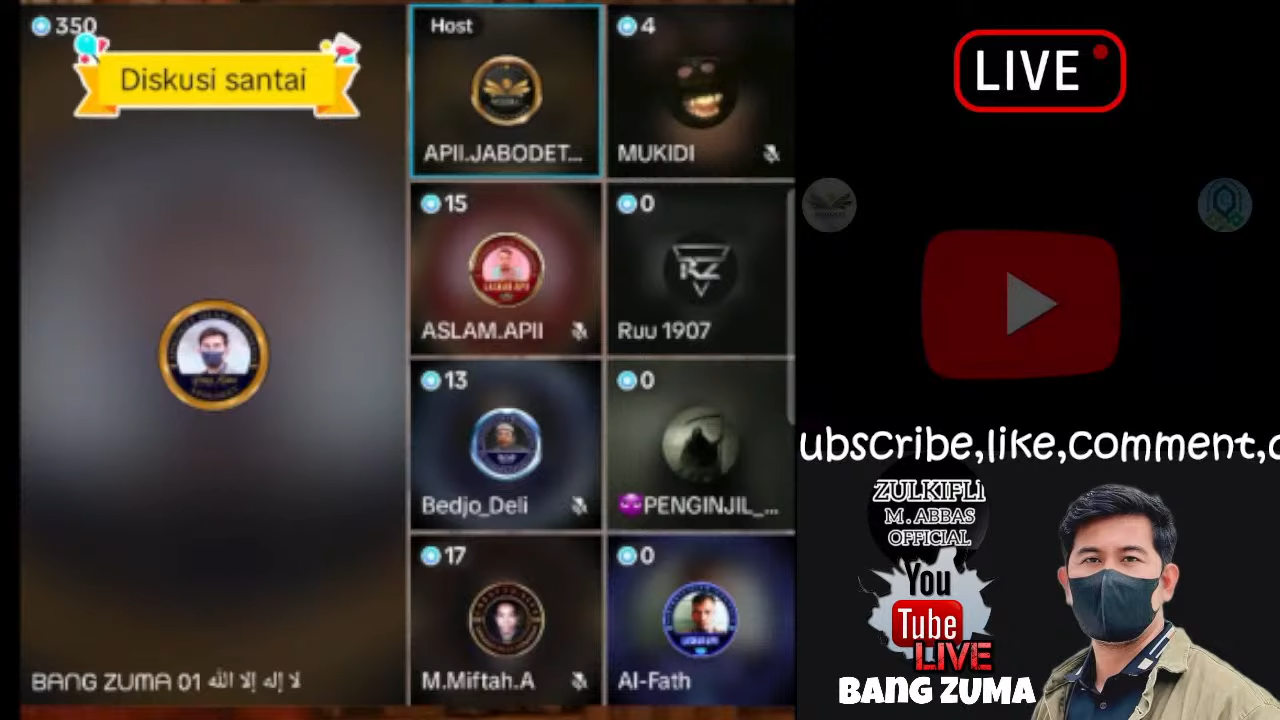 350
Diskusi santai
BANG ZUMA 01 لا إله إلا الله
Host
APII.JABODET...
4
MUKIDI
15
ASLAM.APII
0
Ruu 1907
RZ
13
Bedjo_Deli
0
PENGINJIL_...
17
M.Miftah.A
0
Al-Fath
LIVE
ubscribe,like,comment,
ZULKIFLI
M.ABBAS
OFFICIAL
You
Tube
LIVE
BANG ZUMA